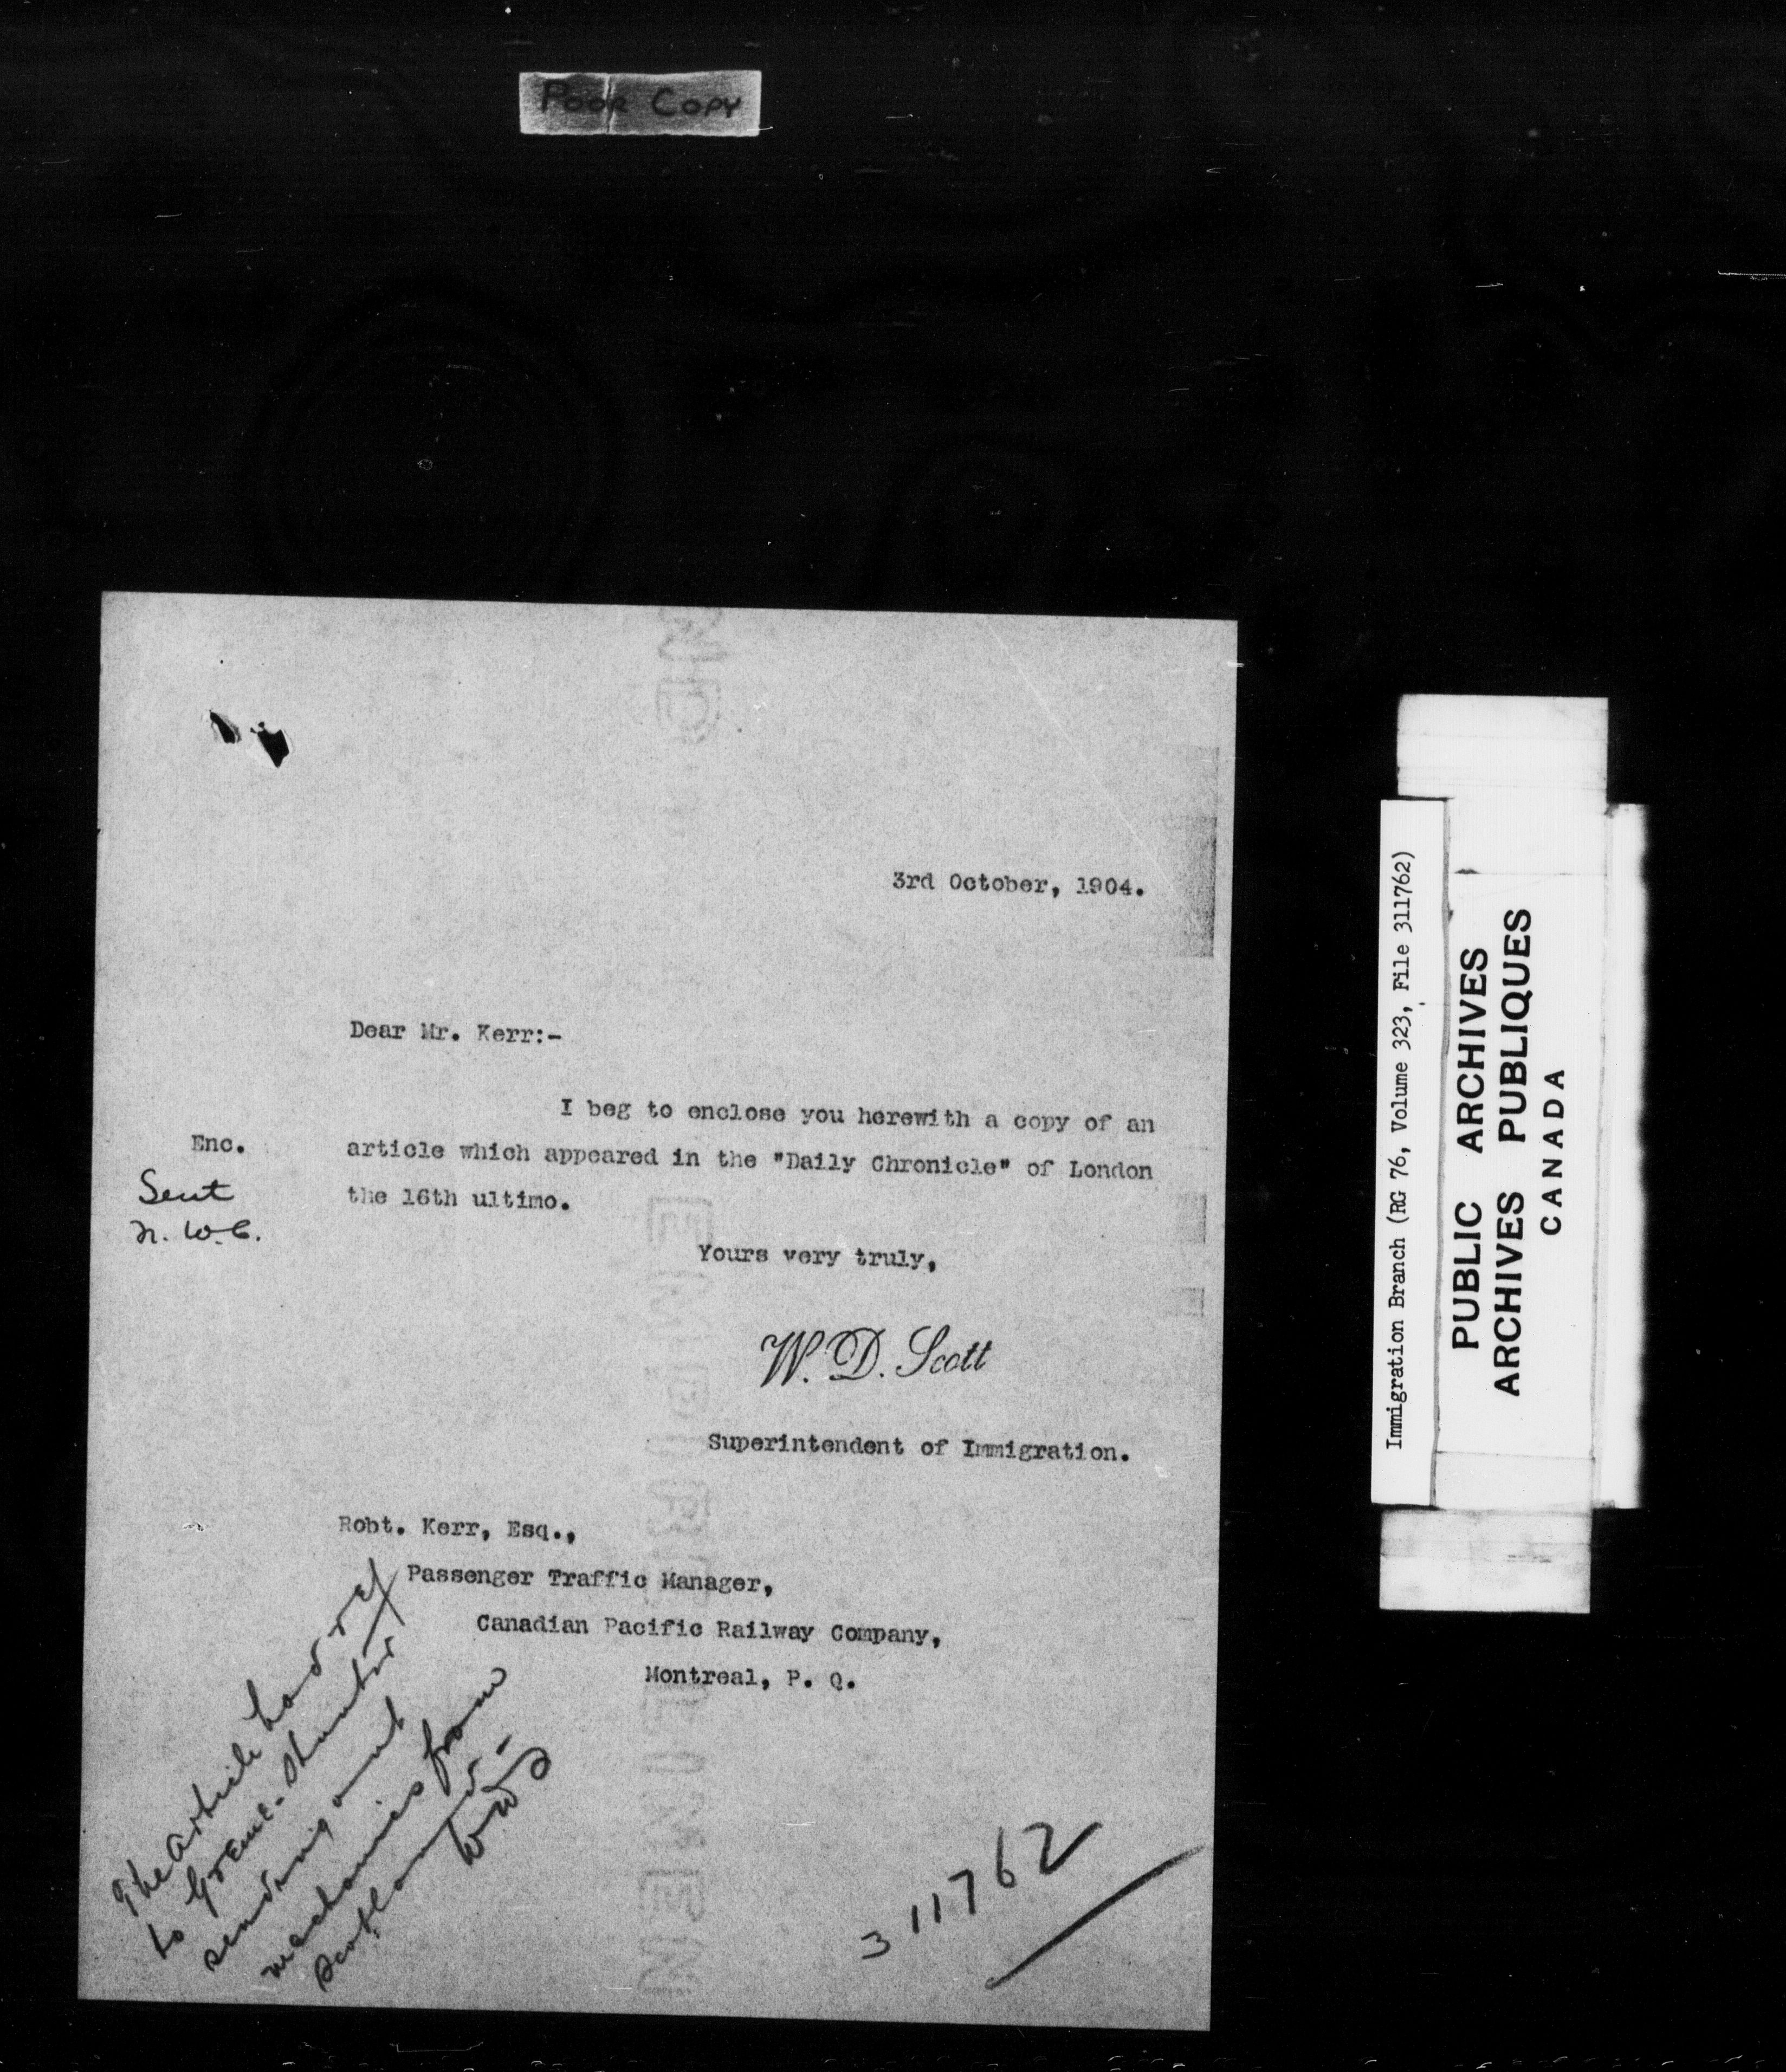 POOR COPY
3rd October, 1904.
Dear Mr. Kerr:-
I beg to enclose you herewith a copy of an
Enc.
article which appeared in the "Daily Chronicle" of London
Sent
the 16th ultimo.
N. W. C.
Yours very truly,
W. D. Scott
Superintendent of Immigration.
Robt. Kerr, Esq.,
Passenger Traffic Manager,
Canadian Pacific Railway Company,
Montreal, P. Q.
The article had ref
to
sending out
mechanics from
Scotland-
WDS
311762
Immigration Branch (RG 76, Volume 323, File 311762)
PUBLIC ARCHIVES
ARCHIVES PUBLIQUES
CANADA